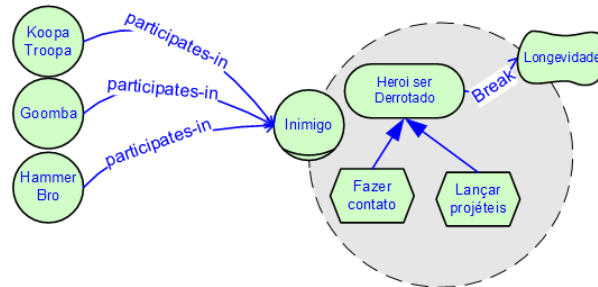 Koopa
Troopa
participates-in
Goomba
participates-in
Hammer
Bro
participates-in
Inimigo
Heroi ser
Derrotado
Break
Longevidade
Fazer
contato
Lançar
projéteis